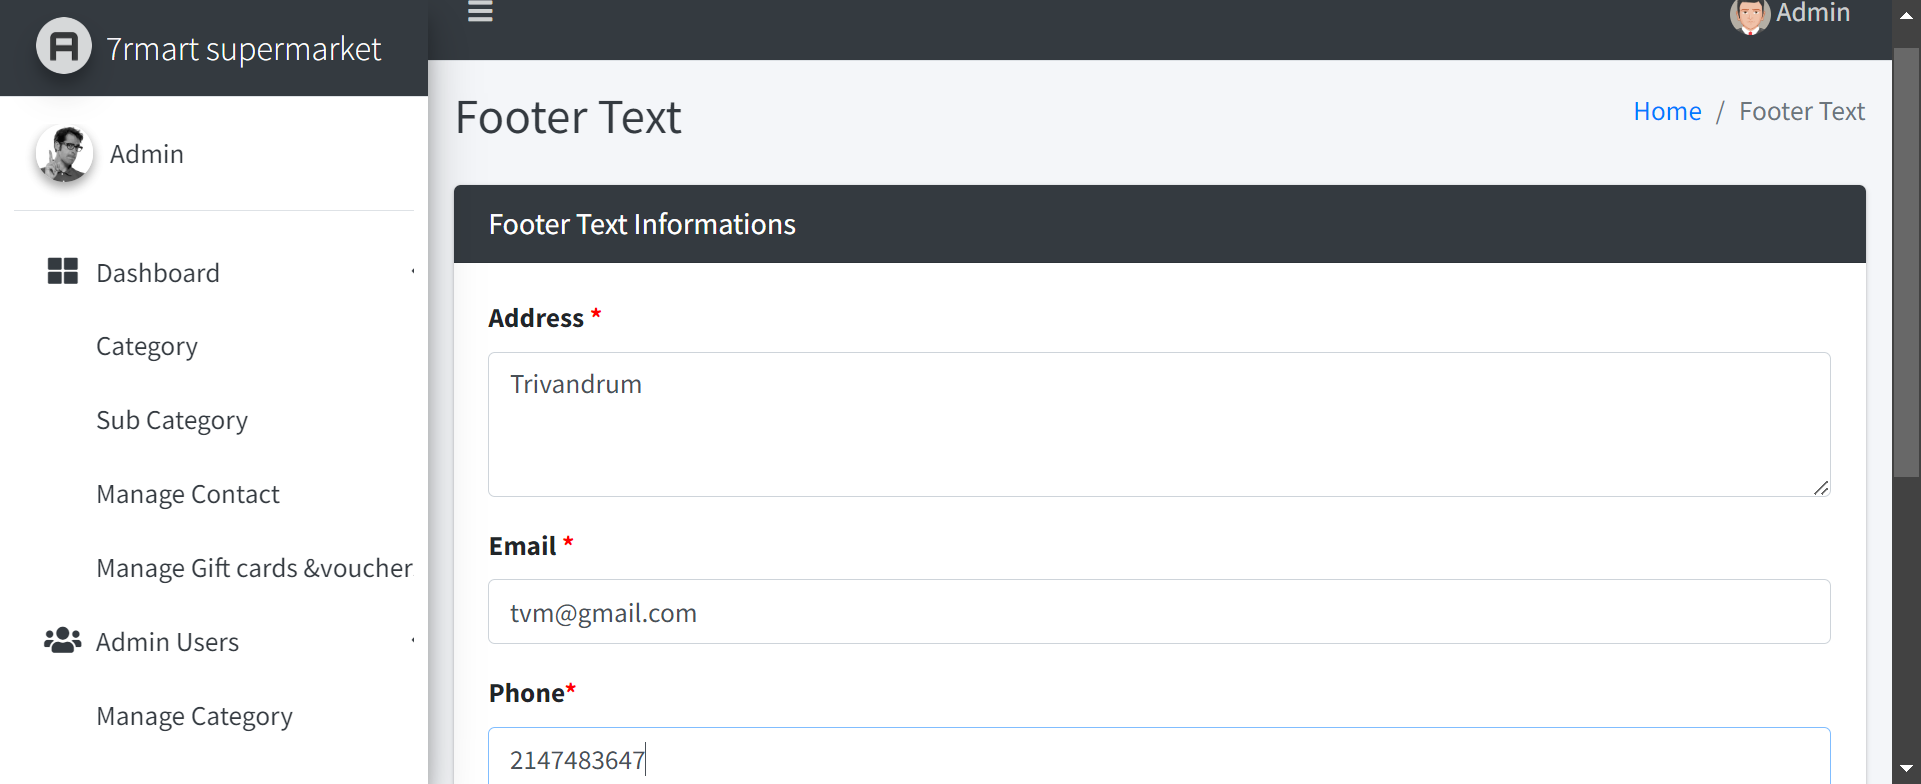 7rmart supermarket
Admin
Admin
Dashboard
Category
Sub Category
Manage Contact
Manage Gift cards &voucher
Admin Users
Manage Category
Footer Text
Home / Footer Text
Footer Text Informations
Address *
Trivandrum
Email *
tvm@gmail.com
Phone*
2147483647